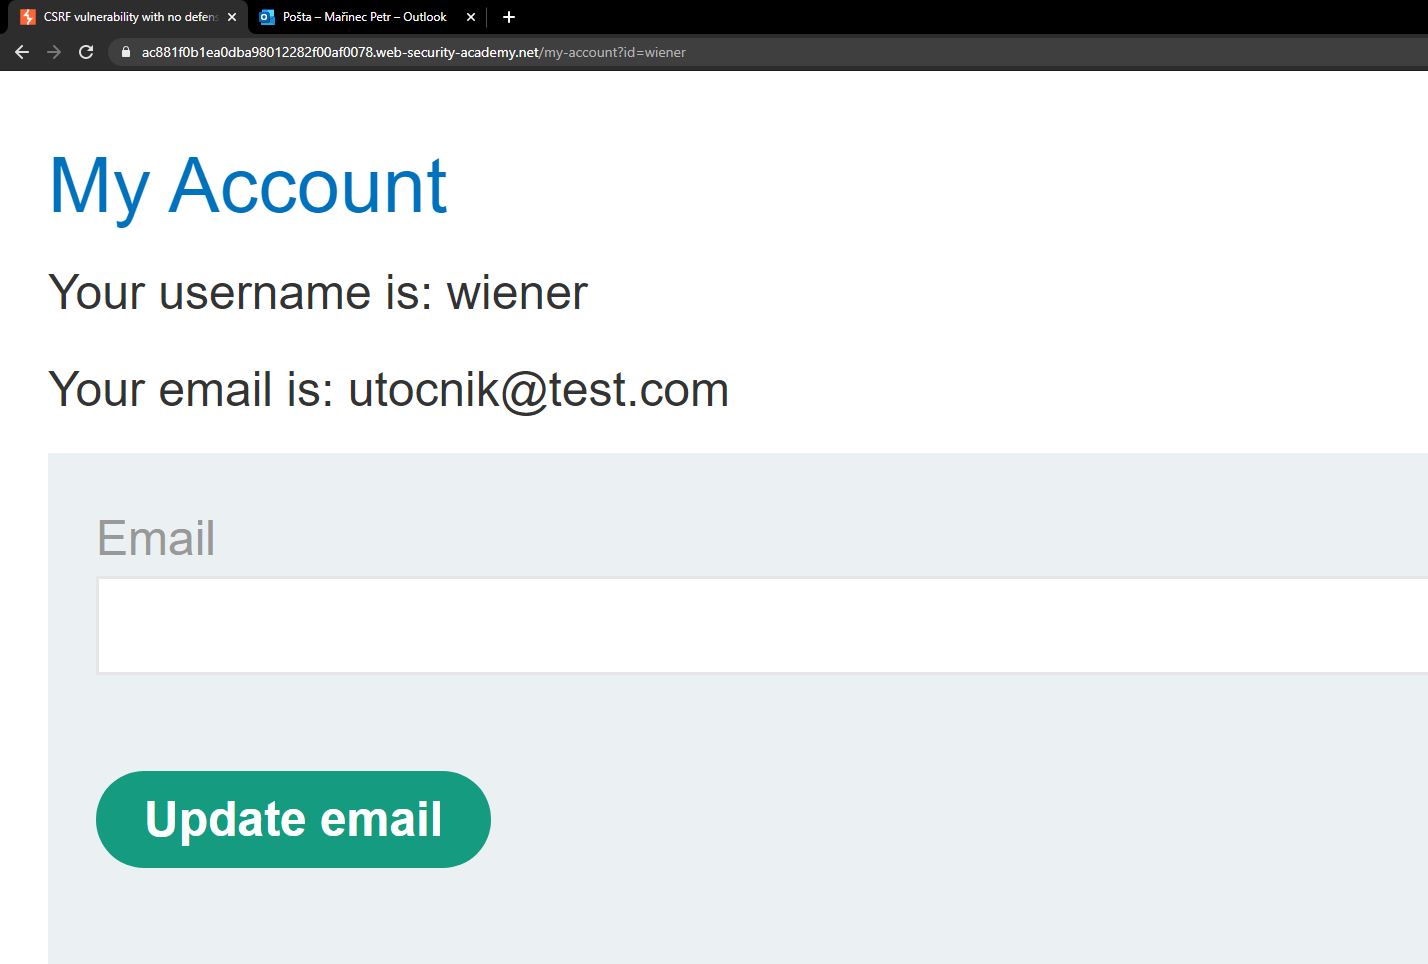 CSRF vulnerability with no defens
Pošta – Mařinec Petr – Outlook
ac881f0b1ea0dba98012282f00af0078.web-security-academy.net/my-account?id=wiener
My Account
Your username is: wiener
Your email is: utocnik@test.com
Email
Update email